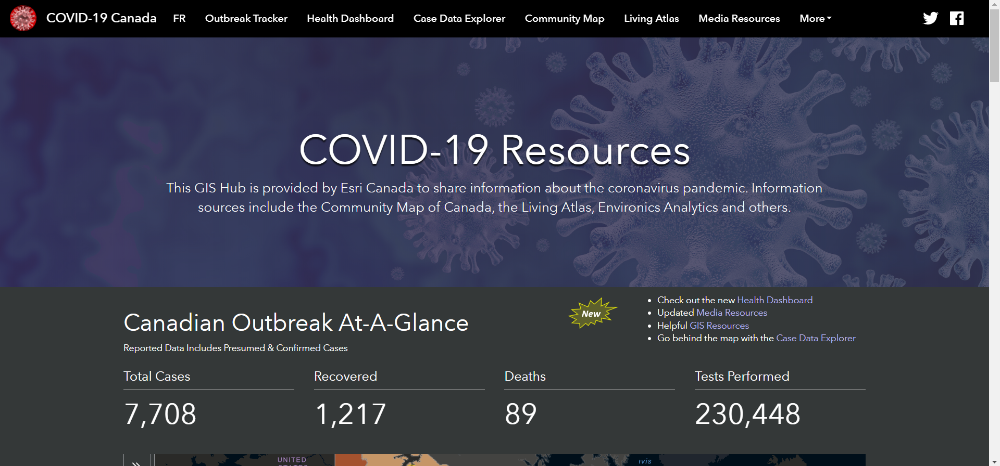 COVID-19 Canada FR Outbreak Tracker Health Dashboard Case Data Explorer Community Map Living Atlas Media Resources More
COVID-19 Resources
This GIS Hub is provided by Esri Canada to share information about the coronavirus pandemic. Information
sources include the Community Map of Canada, the Living Atlas, Environics Analytics and others.
Canadian Outbreak At-A-Glance
Reported Data Includes Presumed & Confirmed Cases
New
Check out the new Health Dashboard
Updated Media Resources
Helpful GIS Resources
Go behind the map with the Case Data Explorer
Total Cases
7,708
Recovered
1,217
Deaths
89
Tests Performed
230,448
UNITED